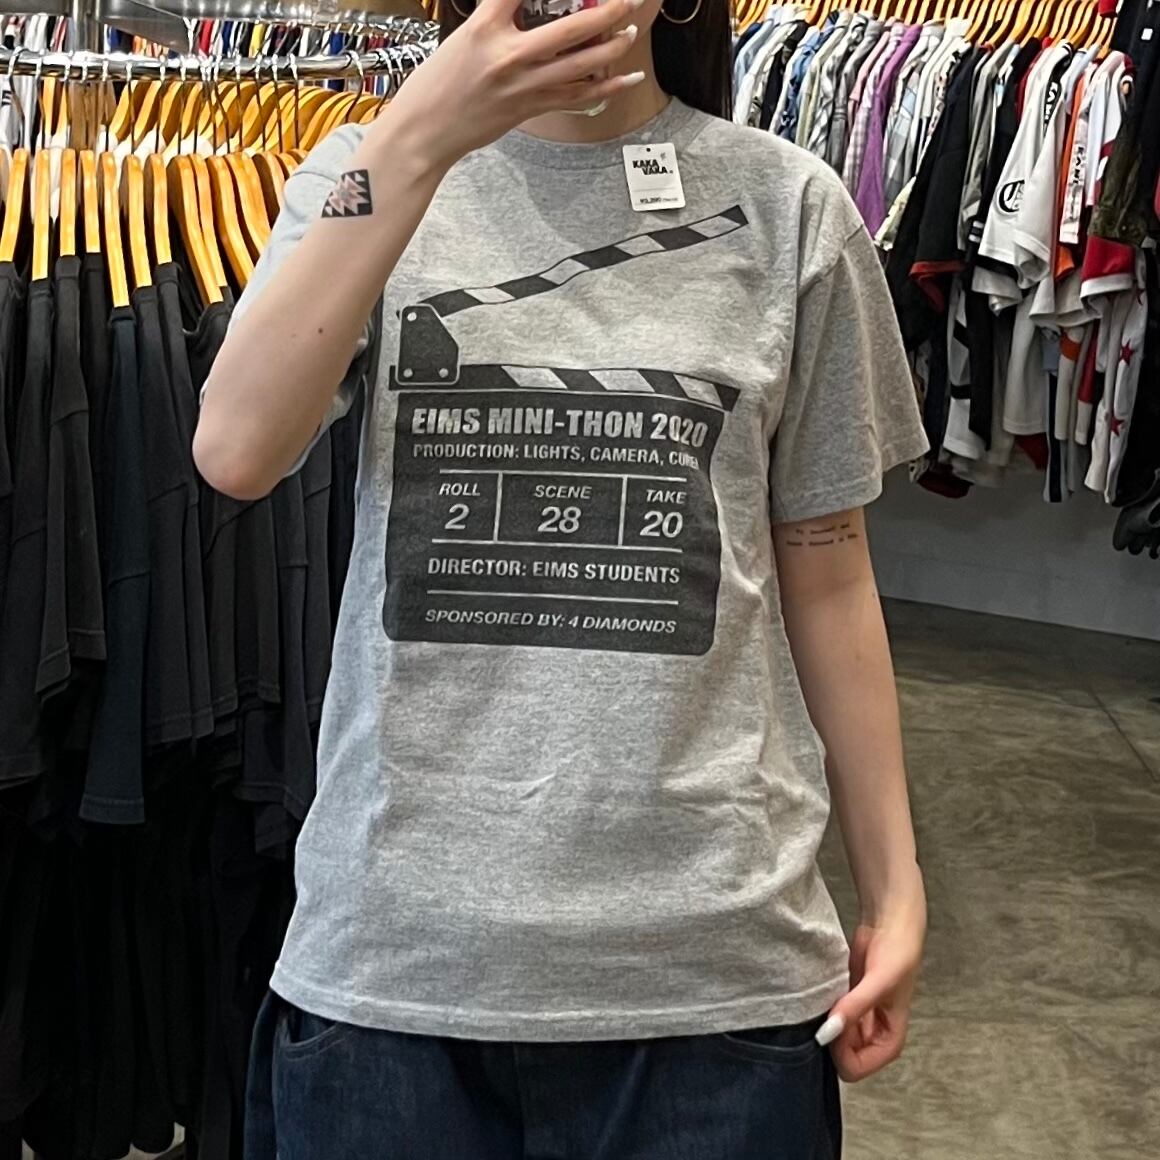 KAKA
VAKA
EIMS MINI-THON 2020
PRODUCTION: LIGHTS, CAMERA, CURE!
ROLL
2
SCENE
28
TAKE
20
DIRECTOR: EIMS STUDENTS
SPONSORED BY: 4 DIAMONDS